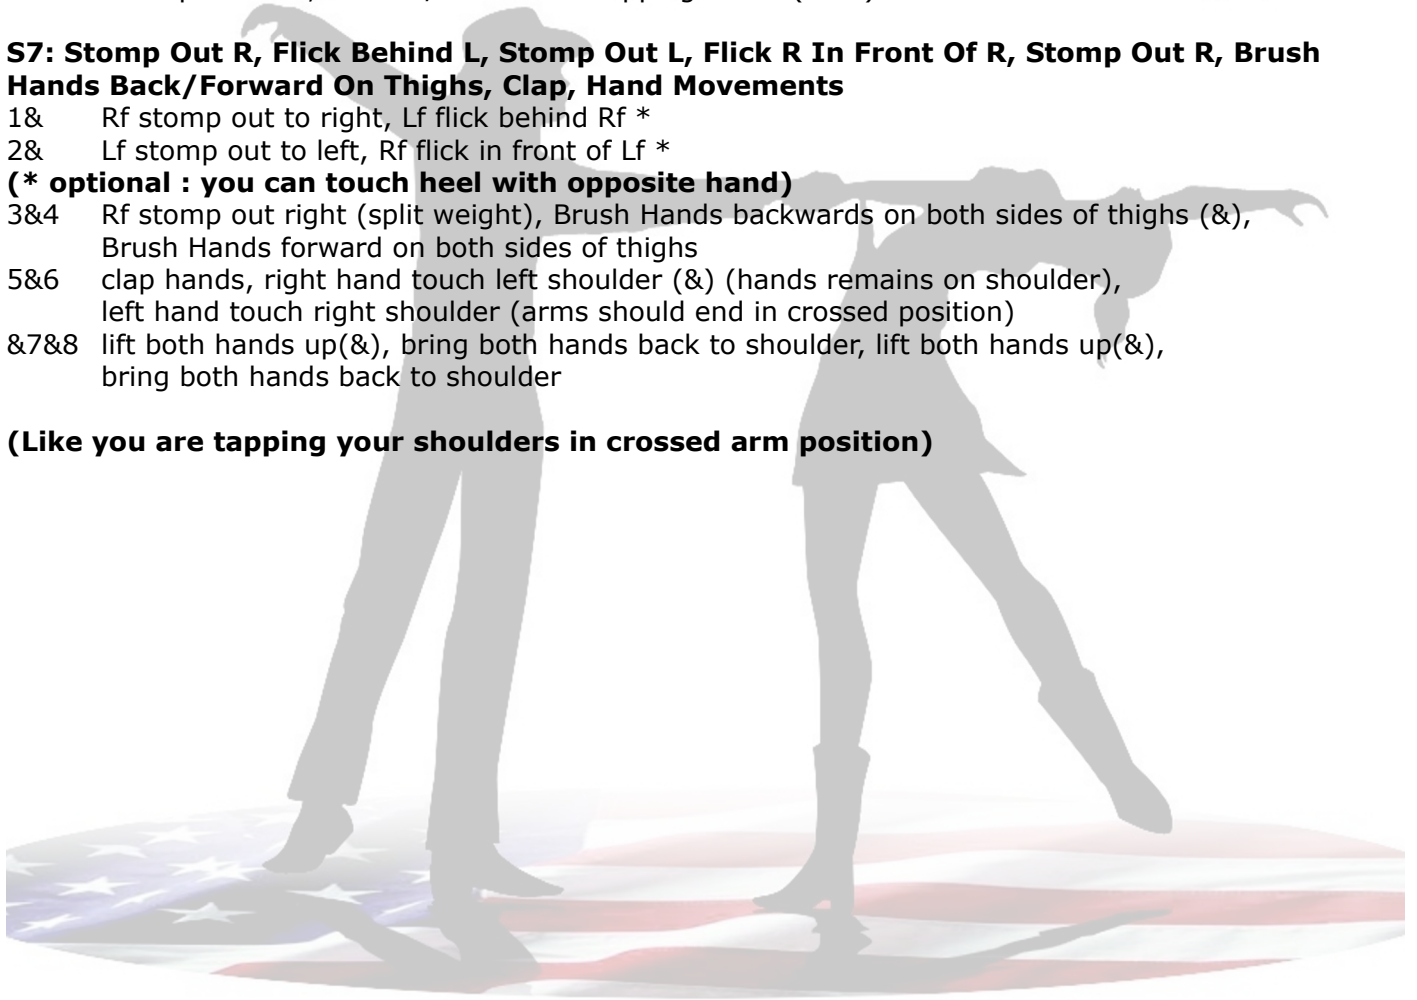 S7: Stomp Out R, Flick Behind L, Stomp Out L, Flick R In Front Of R, Stomp Out R, Brush
Hands Back/Forward On Thighs, Clap, Hand Movements
1& Rf stomp out to right, Lf flick behind Rf *
2& Lf stomp out to left, Rf flick in front of Lf *
(* optional : you can touch heel with opposite hand)
3&4 Rf stomp out right (split weight), Brush Hands backwards on both sides of thighs (&),
Brush Hands forward on both sides of thighs
5&6 clap hands, right hand touch left shoulder (&) (hands remains on shoulder),
left hand touch right shoulder (arms should end in crossed position)
&7&8 lift both hands up(&), bring both hands back to shoulder, lift both hands up(&),
bring both hands back to shoulder
(Like you are tapping your shoulders in crossed arm position)